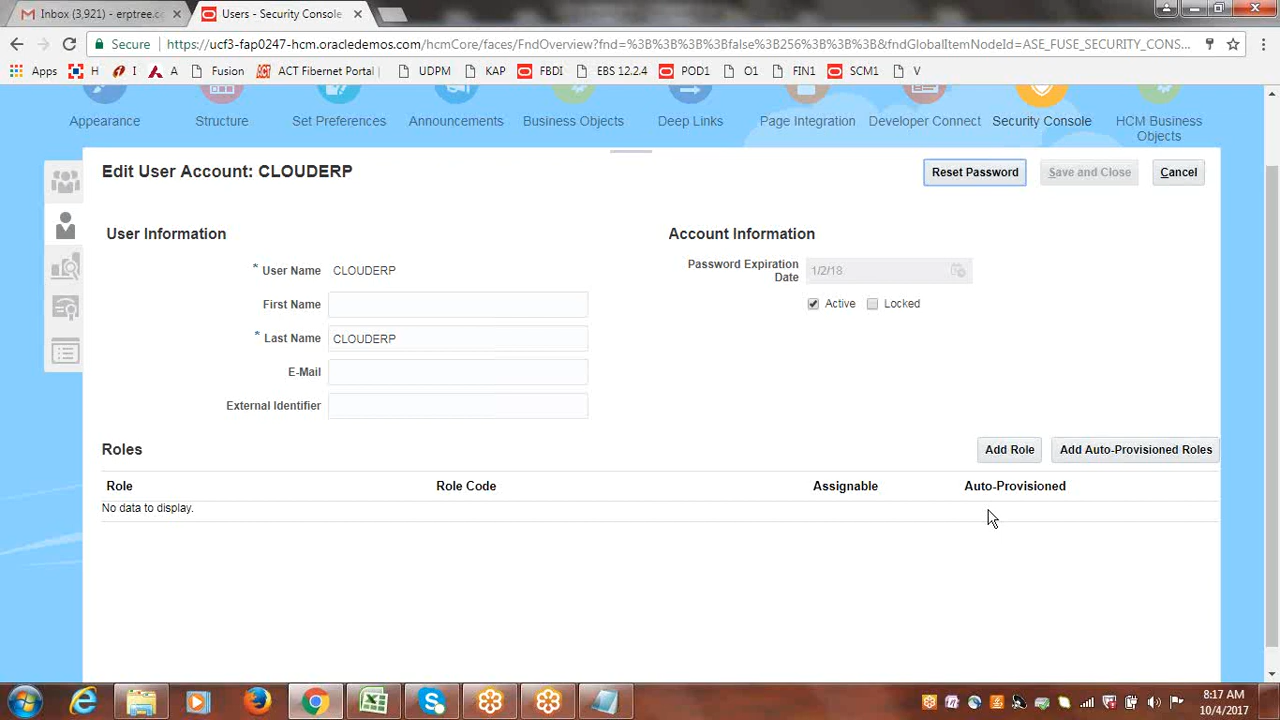 Inbox (3,921) - erptree.c
Users - Security Console
Secure
https://ucf3-fap0247-hcm.oracledemos.com/hcmCore/faces/FndOverview?fnd=%3B%3B%3B%3Bfalse%3B256%3B%3B%3B&fndGlobalItemNodeId=ASE_FUSE_SECURITY_CONS...
Apps H I A Fusion ACT Fibernet Portal UDPM KAP FBDI EBS 12.2.4 POD1 O1 FIN1 SCM1 V
Appearance Structure Set Preferences Announcements Business Objects Deep Links Page Integration Developer Connect Security Console HCM Business
Objects
Edit User Account: CLOUDERP
Reset Password Save and Close Cancel
User Information Account Information
* User Name CLOUDERP
Password Expiration
Date 1/2/18
First Name
Active Locked
* Last Name CLOUDERP
E-Mail
External Identifier
Roles Add Role Add Auto-Provisioned Roles
Role Role Code Assignable Auto-Provisioned
No data to display.
8:17 AM
10/4/2017